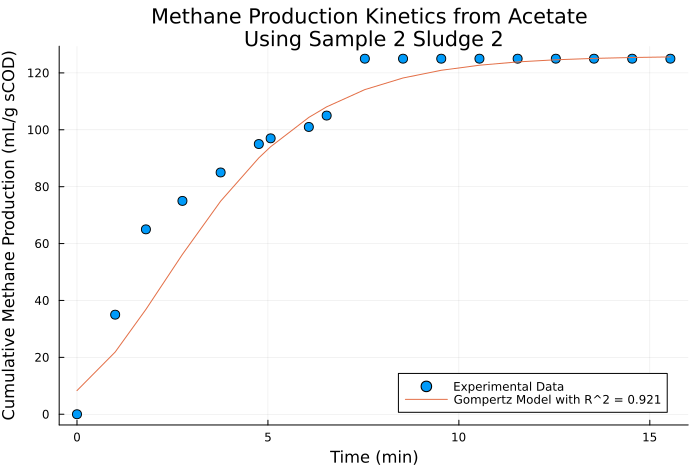 Methane Production Kinetics from Acetate
Using Sample 2 Sludge 2
Cumulative Methane Production (mL/g sCOD)
120
100
80
60
40
20
0
0
5
10
15
Time (min)
Experimental Data
Gompertz Model with R^2 = 0.921